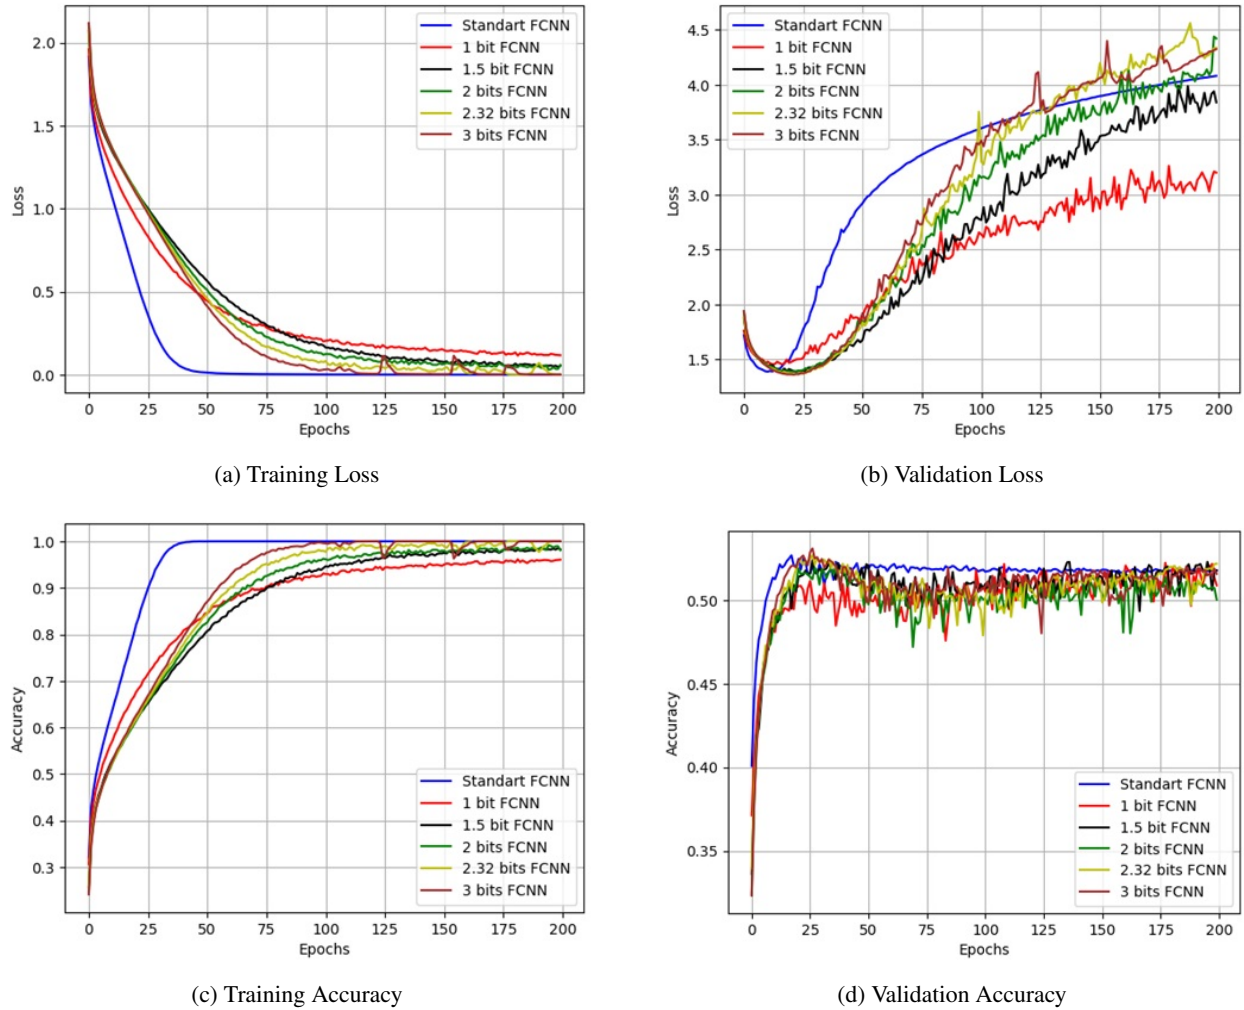 2.0
1.5
1.0
0.5
0.0
Loss
0 25 50 75 100 125 150 175 200
Epochs
Standart FCNN
1 bit FCNN
1.5 bit FCNN
2 bits FCNN
2.32 bits FCNN
3 bits FCNN
(a) Training Loss
4.5
4.0
3.5
3.0
2.5
2.0
1.5
Loss
0 25 50 75 100 125 150 175 200
Epochs
Standart FCNN
1 bit FCNN
1.5 bit FCNN
2 bits FCNN
2.32 bits FCNN
3 bits FCNN
(b) Validation Loss
1.0
0.9
0.8
0.7
0.6
0.5
0.4
0.3
Accuracy
0 25 50 75 100 125 150 175 200
Epochs
Standart FCNN
1 bit FCNN
1.5 bit FCNN
2 bits FCNN
2.32 bits FCNN
3 bits FCNN
(c) Training Accuracy
0.50
0.45
0.40
0.35
Accuracy
0 25 50 75 100 125 150 175 200
Epochs
Standart FCNN
1 bit FCNN
1.5 bit FCNN
2 bits FCNN
2.32 bits FCNN
3 bits FCNN
(d) Validation Accuracy